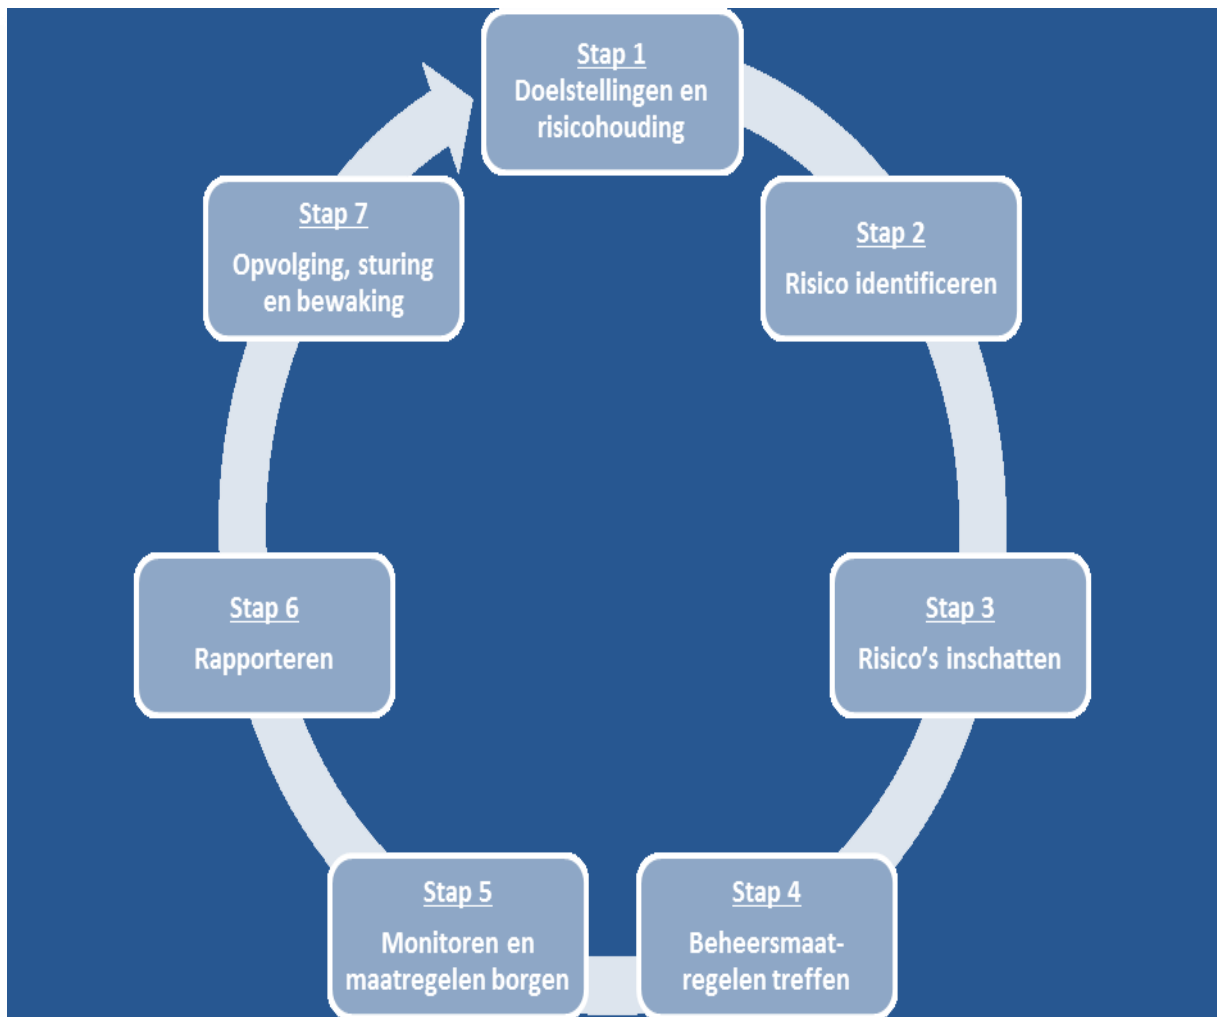 Stap 1
Doelstellingen en
risicohouding
Stap 2
Risico identificeren
Stap 3
Risico's inschatten
Stap 4
Beheersmaat-
regelen treffen
Stap 5
Monitoren en
maatregelen borgen
Stap 6
Rapporteren
Stap 7
Opvolging, sturing
en bewaking